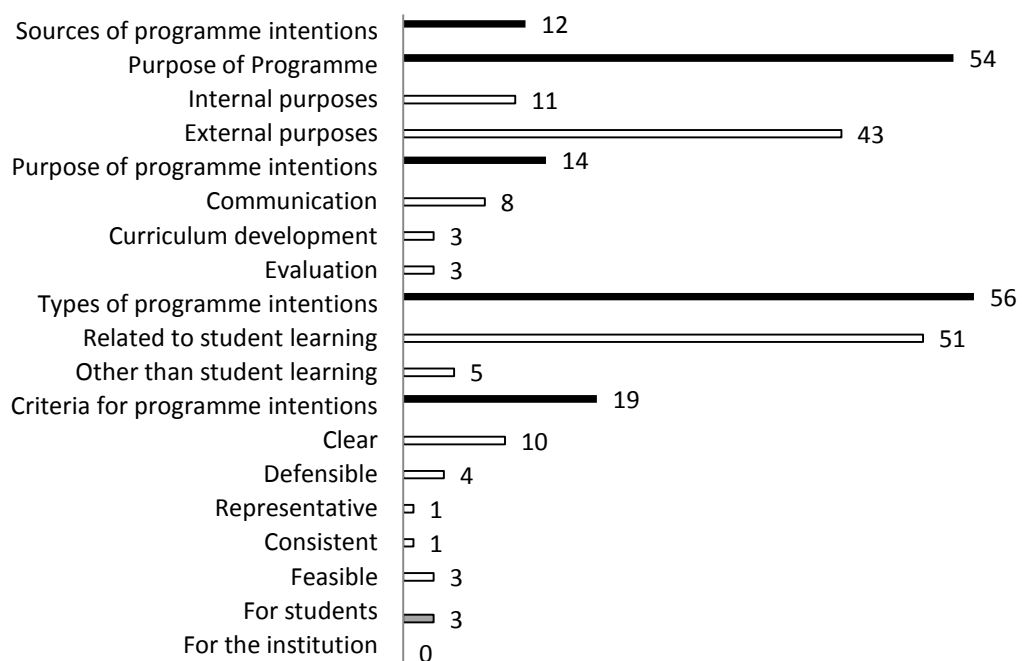 Sources of programme intentions 12
Purpose of Programme 54
Internal purposes 11
External purposes 43
Purpose of programme intentions 14
Communication 8
Curriculum development 3
Evaluation 3
Types of programme intentions 56
Related to student learning 51
Other than student learning 5
Criteria for programme intentions 19
Clear 10
Defensible 4
Representative 1
Consistent 1
Feasible 3
For students 3
For the institution 0